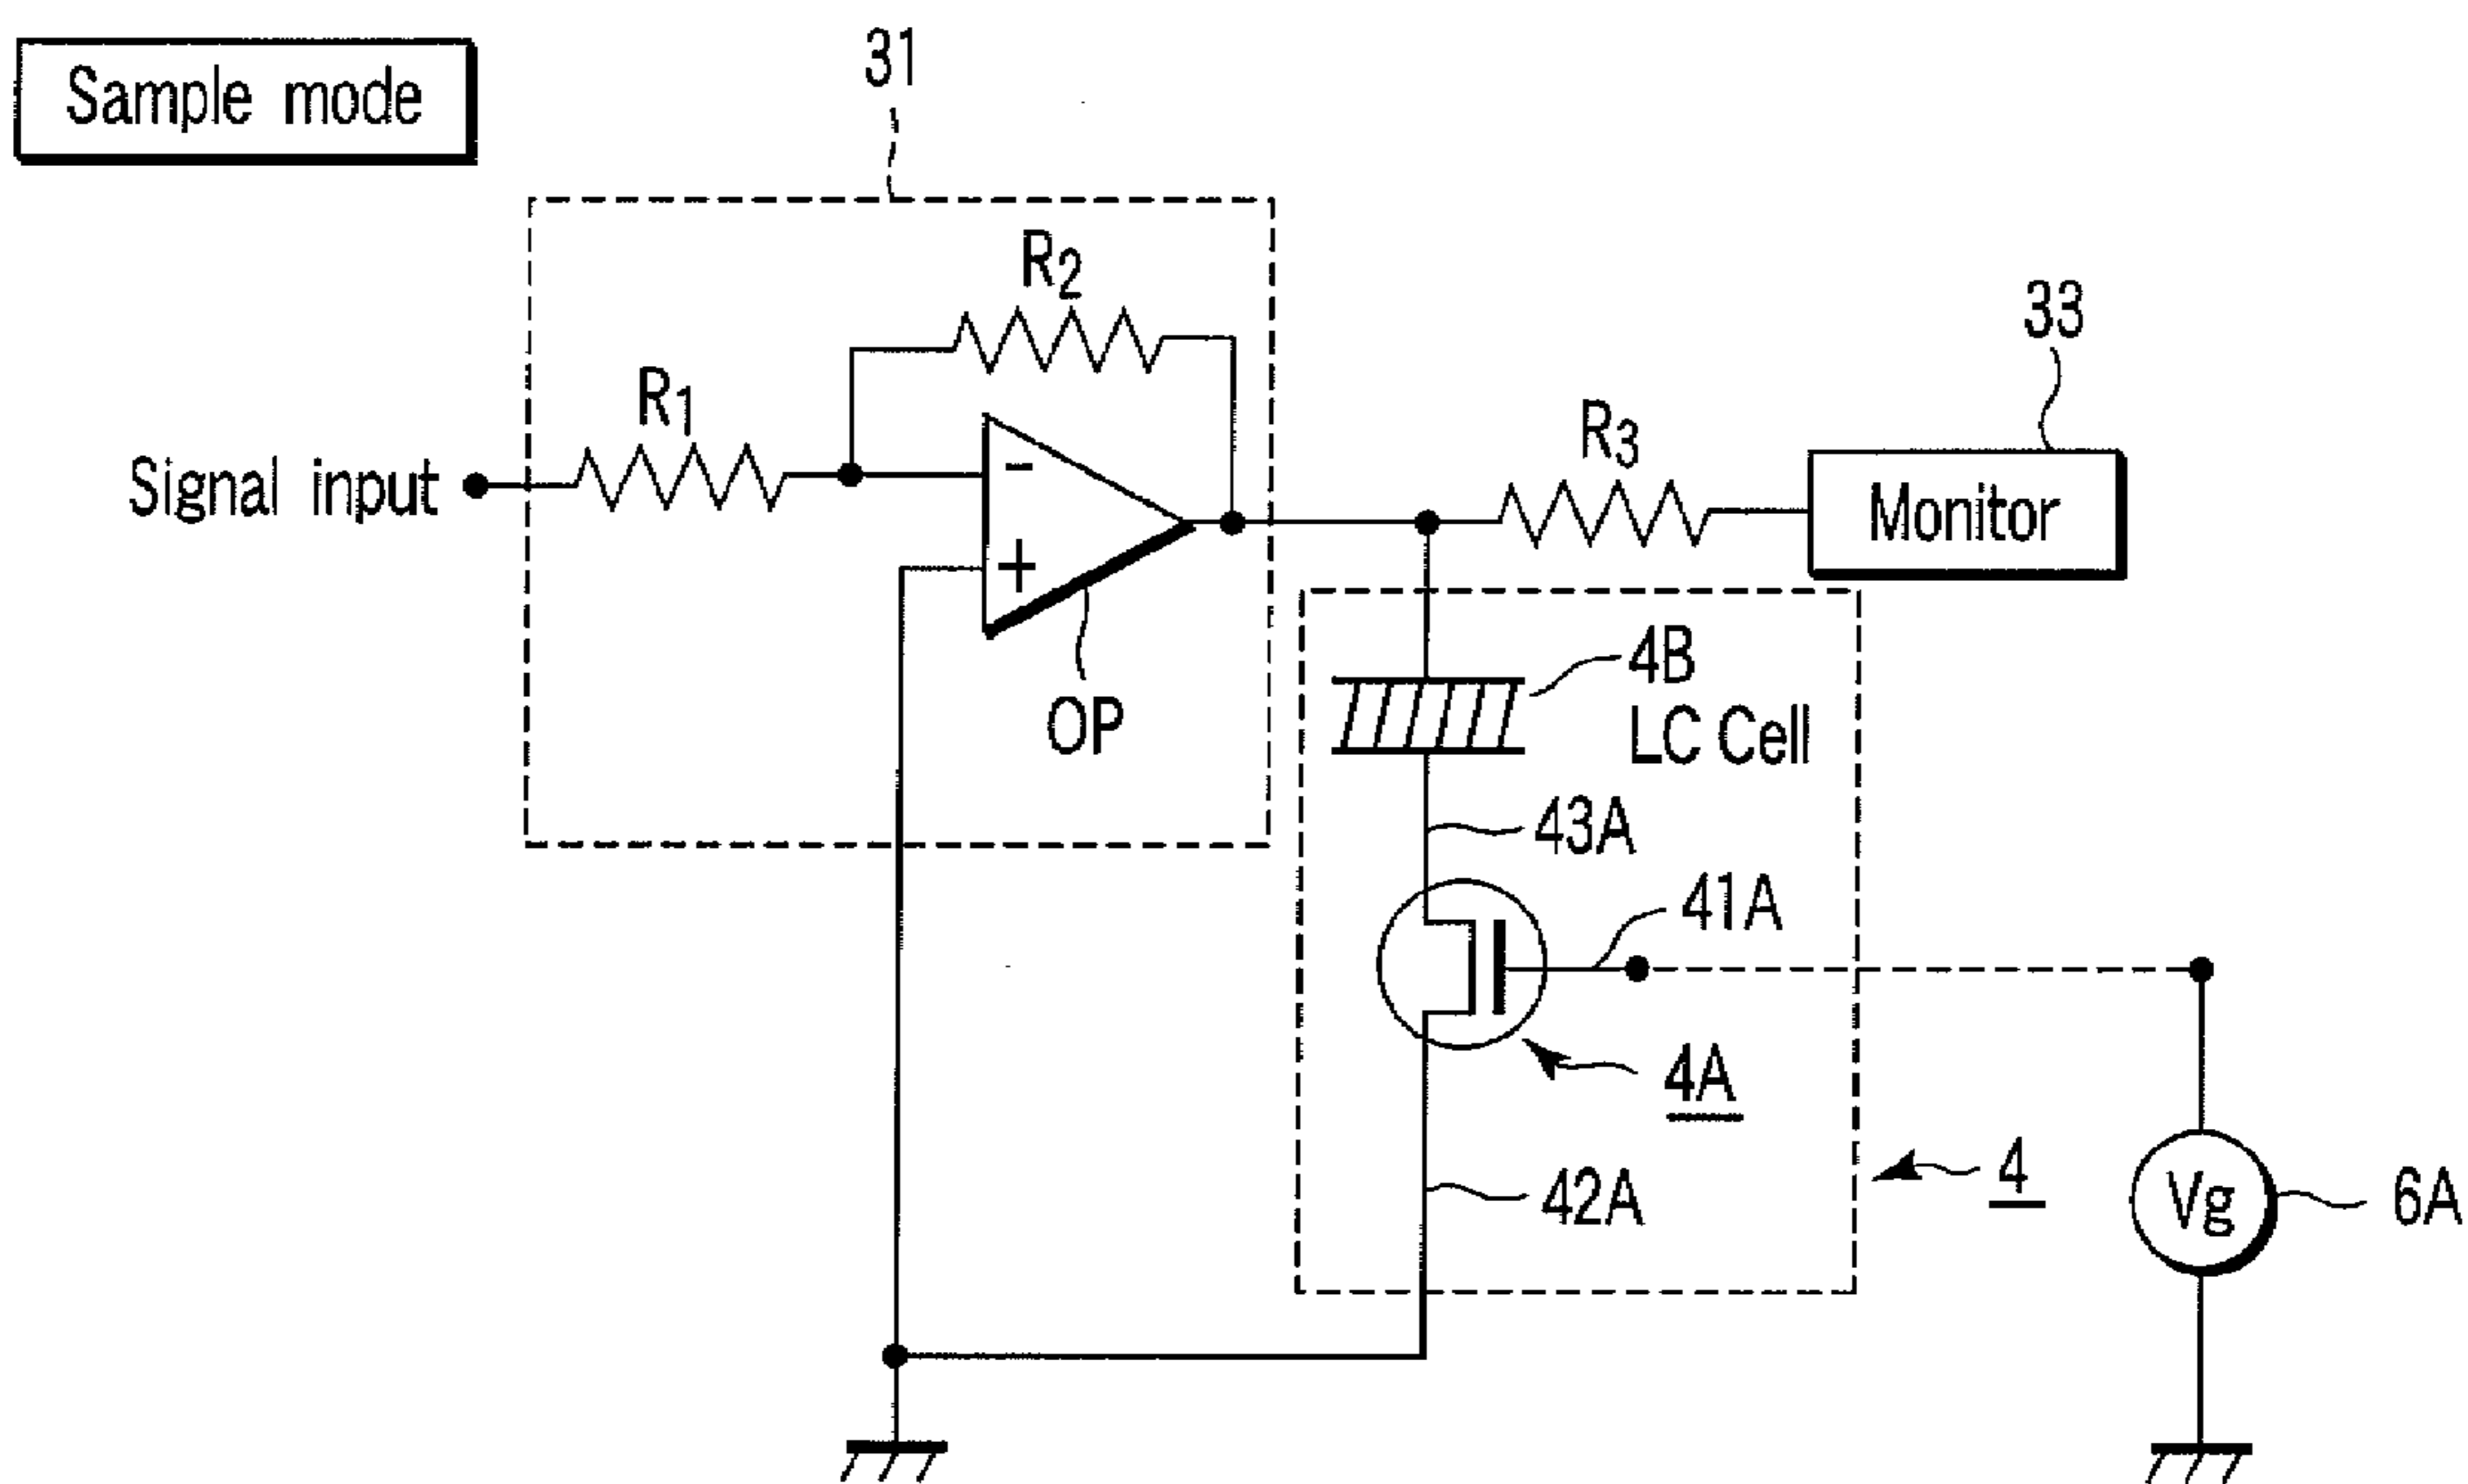 Sample mode
31
R2
33
R1
R3
Signal input
-
Monitor
+
4B
LC Cell
OP
43A
41A
4A
4
42A
Vg
6A